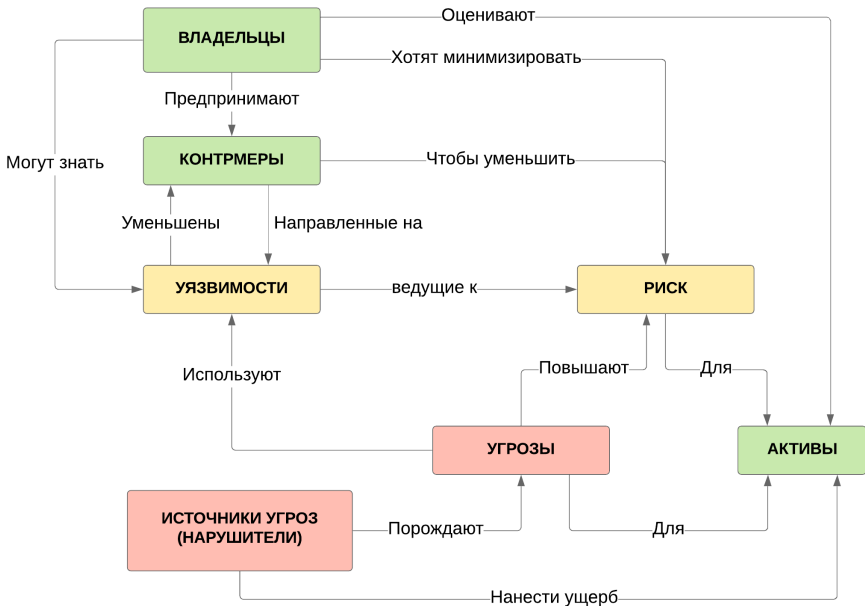 Оценивают
ВЛАДЕЛЬЦЫ
Хотят минимизировать
Предпринимают
Могут знать
КОНТРМЕРЫ
Чтобы уменьшить
Уменьшены
Направленные на
УЯЗВИМОСТИ
ведущие к
РИСК
Используют
Повышают
Для
УГРОЗЫ
АКТИВЫ
ИСТОЧНИКИ УГРОЗ
(НАРУШИТЕЛИ)
Порождают
Для
Нанести ущерб